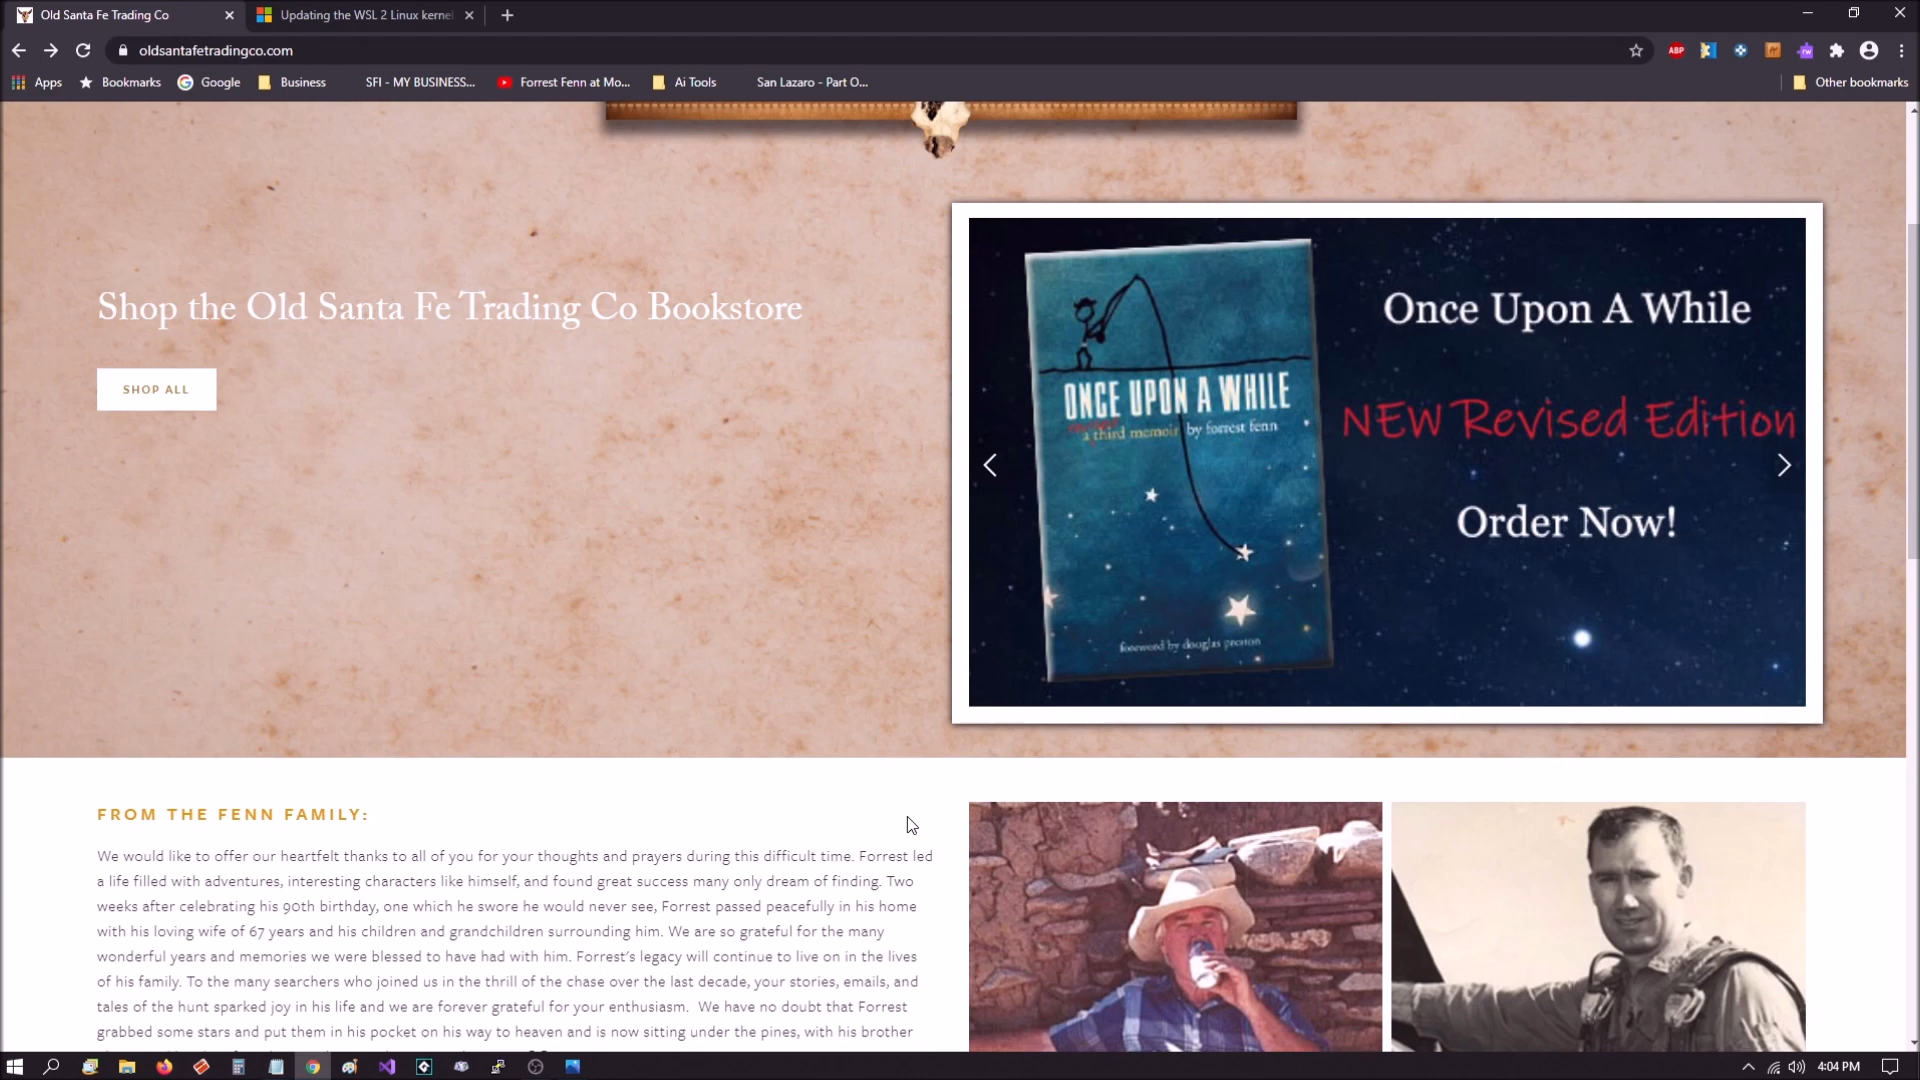 Old Santa Fe Trading Co
Updating the WSL 2 Linux kerne
oldsantafetradingco.com
ABP
Apps
Bookmarks
Google
Business
SFI - MY BUSINESS...
Forrest Fenn at Mo...
Ai Tools
San Lazaro - Part O...
Other bookmarks
Shop the Old Santa Fe Trading Co Bookstore
SHOP ALL
ONCE UPON A WHILE
a third memoir by forrest fenn
foreword by douglas preston
Once Upon A While
NEW Revised Edition
Order Now!
FROM THE FENN FAMILY:
We would like to offer our heartfelt thanks to all of you for your thoughts and prayers during this difficult time. Forrest led
a life filled with adventures, interesting characters like himself, and found great success many only dream of finding. Two
weeks after celebrating his 90th birthday, one which he swore he would never see, Forrest passed peacefully in his home
with his loving wife of 67 years and his children and grandchildren surrounding him. We are so grateful for the many
wonderful years and memories we were blessed to have had with him. Forrest's legacy will continue to live on in the lives
of his family. To the many searchers who joined us in the thrill of the chase over the last decade, your stories, emails, and
tales of the hunt sparked joy in his life and we are forever grateful for your enthusiasm. We have no doubt that Forrest
grabbed some stars and put them in his pocket on his way to heaven and is now sitting under the pines, with his brother
4:04 PM